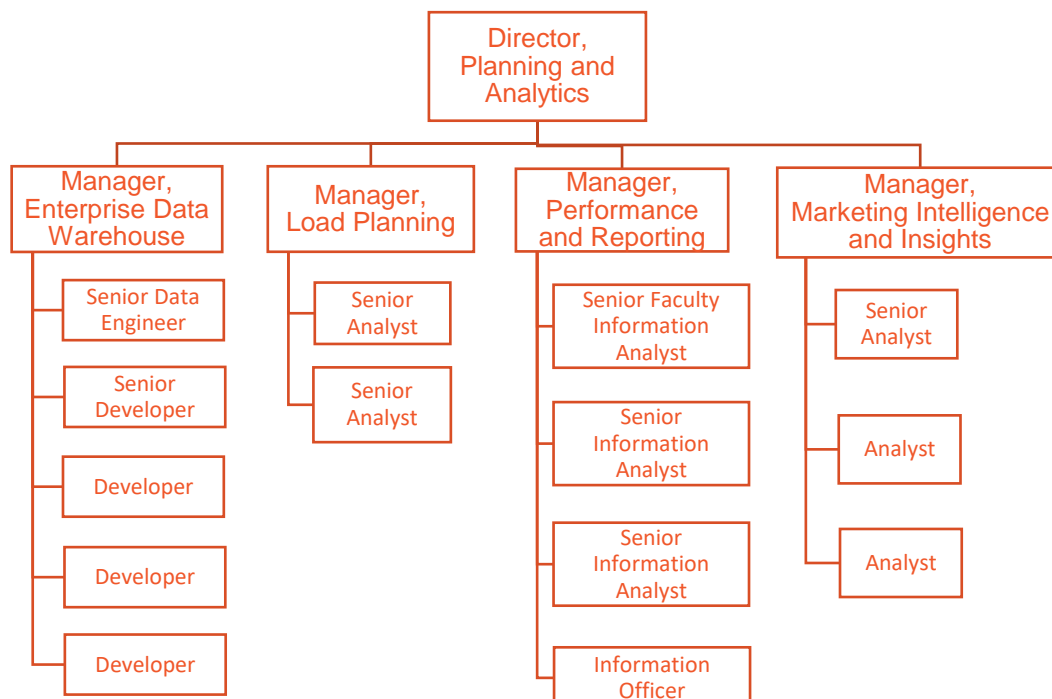 Director,
Planning and
Analytics
Manager,
Enterprise Data
Warehouse
Senior Data
Engineer
Senior
Developer
Developer
Developer
Developer
Manager,
Load Planning
Senior
Analyst
Senior
Analyst
Manager,
Performance
and Reporting
Senior Faculty
Information
Analyst
Senior
Information
Analyst
Senior
Information
Analyst
Information
Officer
Manager,
Marketing Intelligence
and Insights
Senior
Analyst
Analyst
Analyst